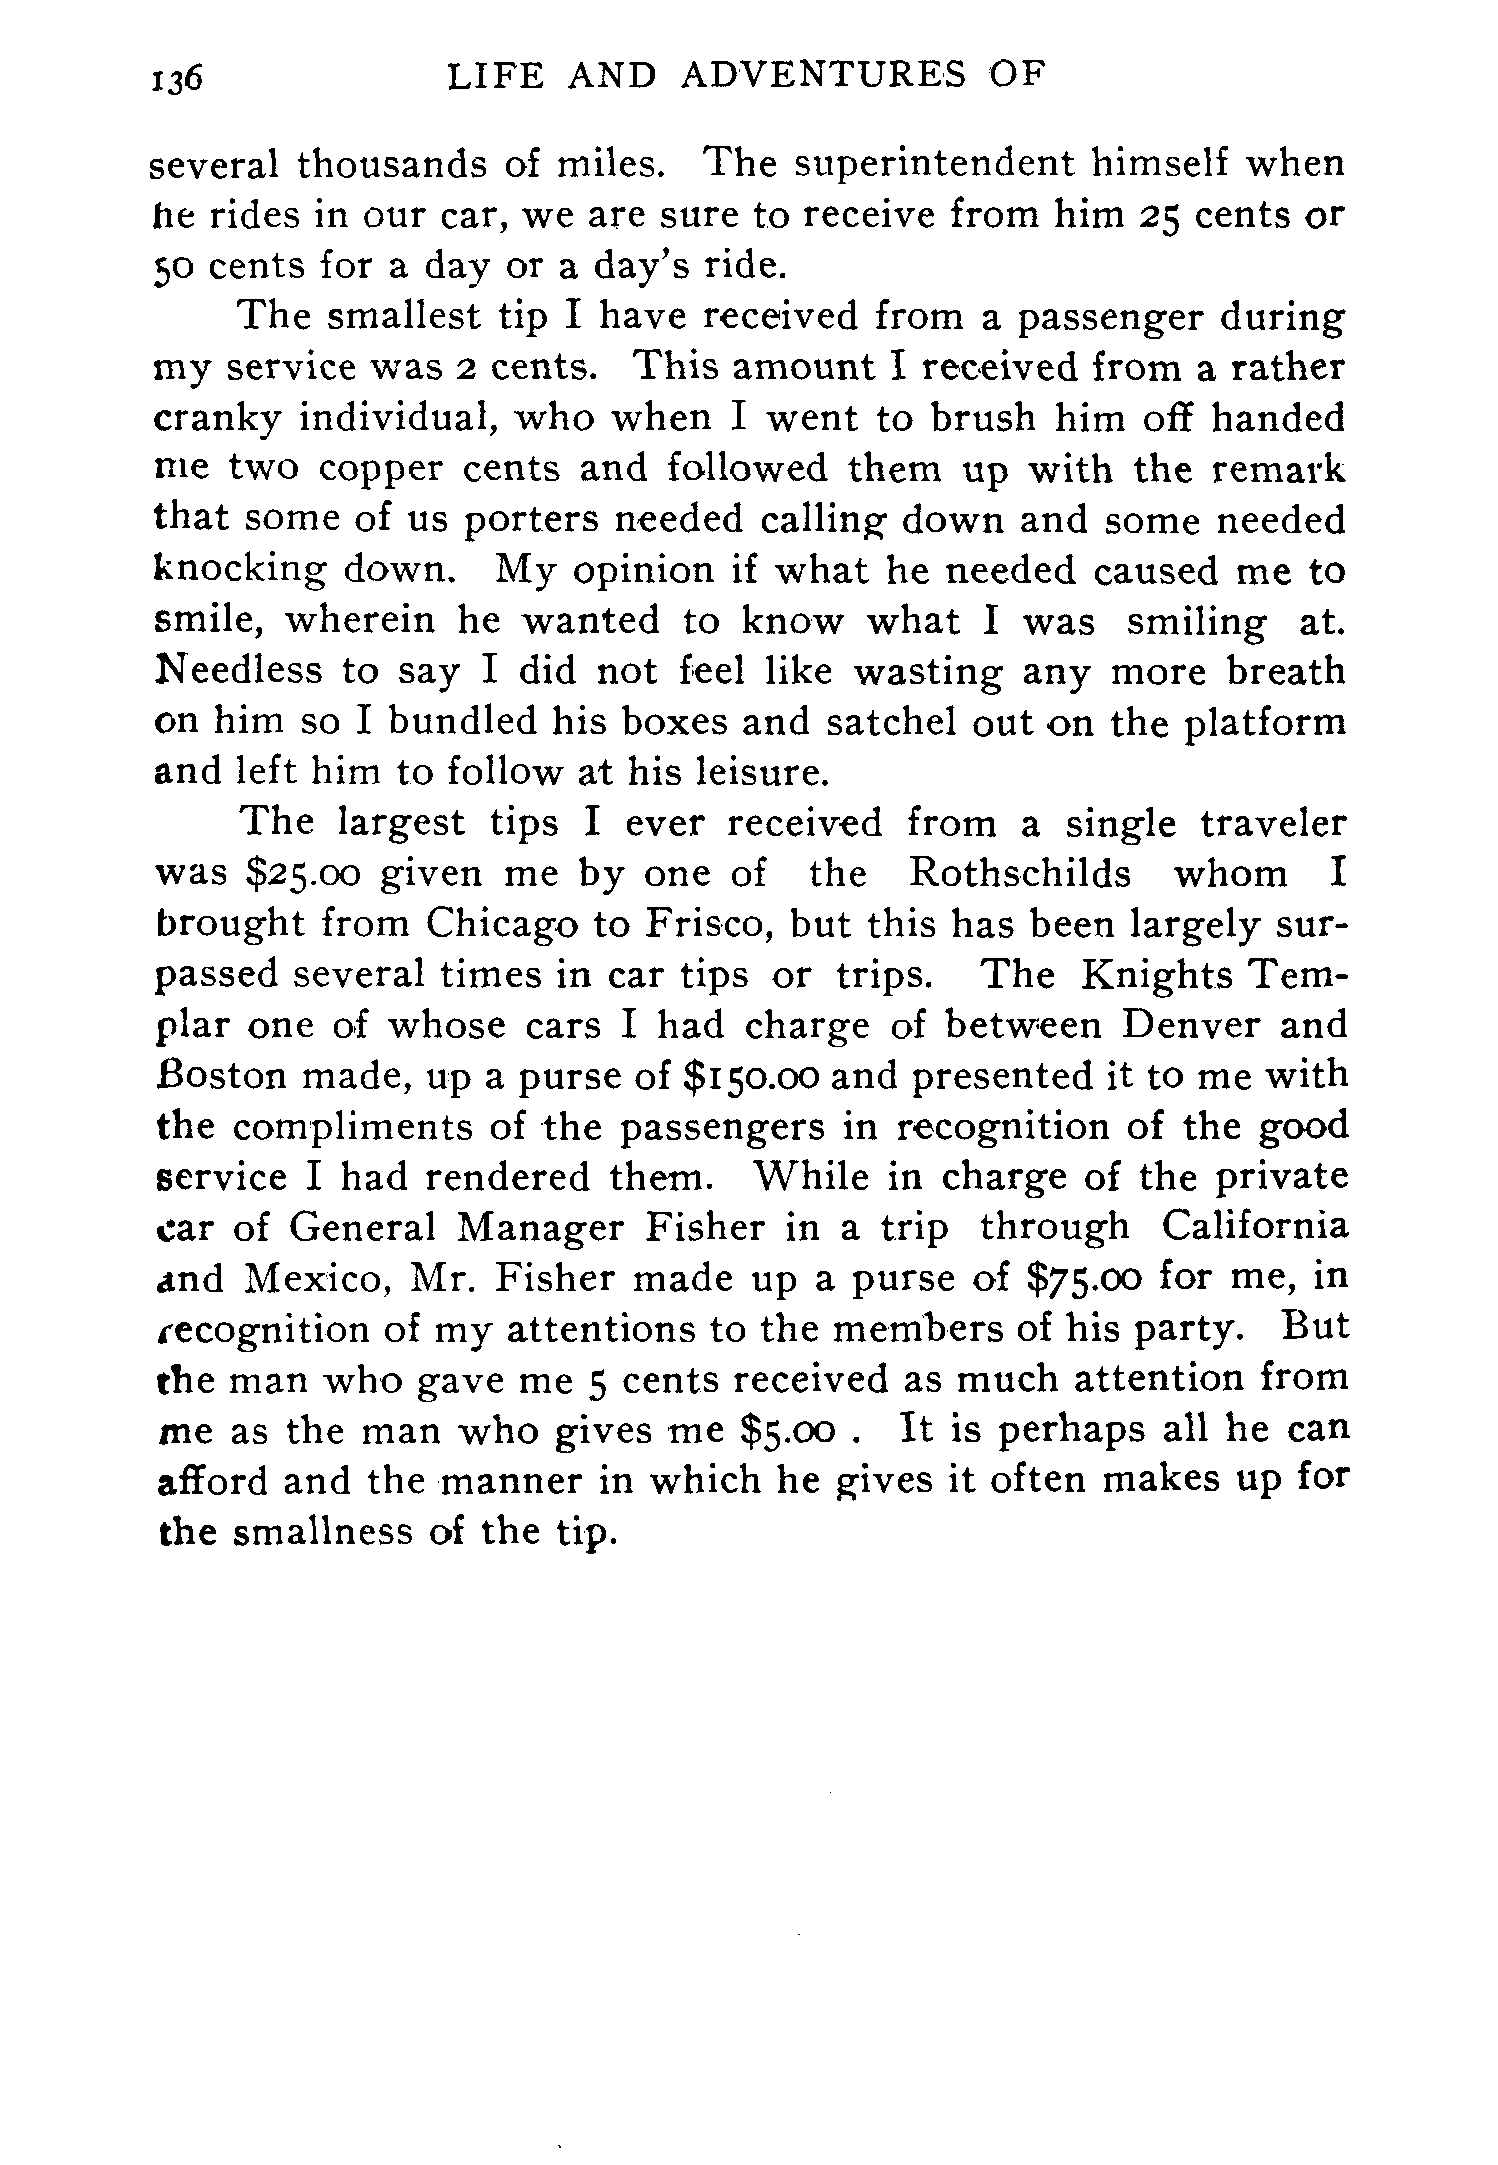 136 LIFE AND ADVENTURES OF
several thousands of miles. The superintendent himself when
he rides in our car, we are sure to receive from him 25 cents or
50 cents for a day or a day's ride.
The smallest tip I have received from a passenger during
my service was 2 cents. This amount I received from a rather
cranky individual, who when I went to brush him off handed
me two copper cents and followed them up with the remark
that some of us porters needed calling down and some needed
knocking down. My opinion if what he needed caused me to
smile, wherein he wanted to know what I was smiling at.
Needless to say I did not feel like wasting any more breath
on him so I bundled his boxes and satchel out on the platform
and left him to follow at his leisure.
The largest tips I ever received from a single traveler
was $25.00 given me by one of the Rothschilds whom I
brought from Chicago to Frisco, but this has been largely sur-
passed several times in car tips or trips. The Knights Tem-
plar one of whose cars I had charge of between Denver and
Boston made, up a purse of $150.00 and presented it to me with
the compliments of the passengers in recognition of the good
service I had rendered them. While in charge of the private
car of General Manager Fisher in a trip through California
and Mexico, Mr. Fisher made up a purse of $75.00 for me, in
recognition of my attentions to the members of his party. But
the man who gave me 5 cents received as much attention from
me as the man who gives me $5.00 . It is perhaps all he can
afford and the manner in which he gives it often makes up for
the smallness of the tip.